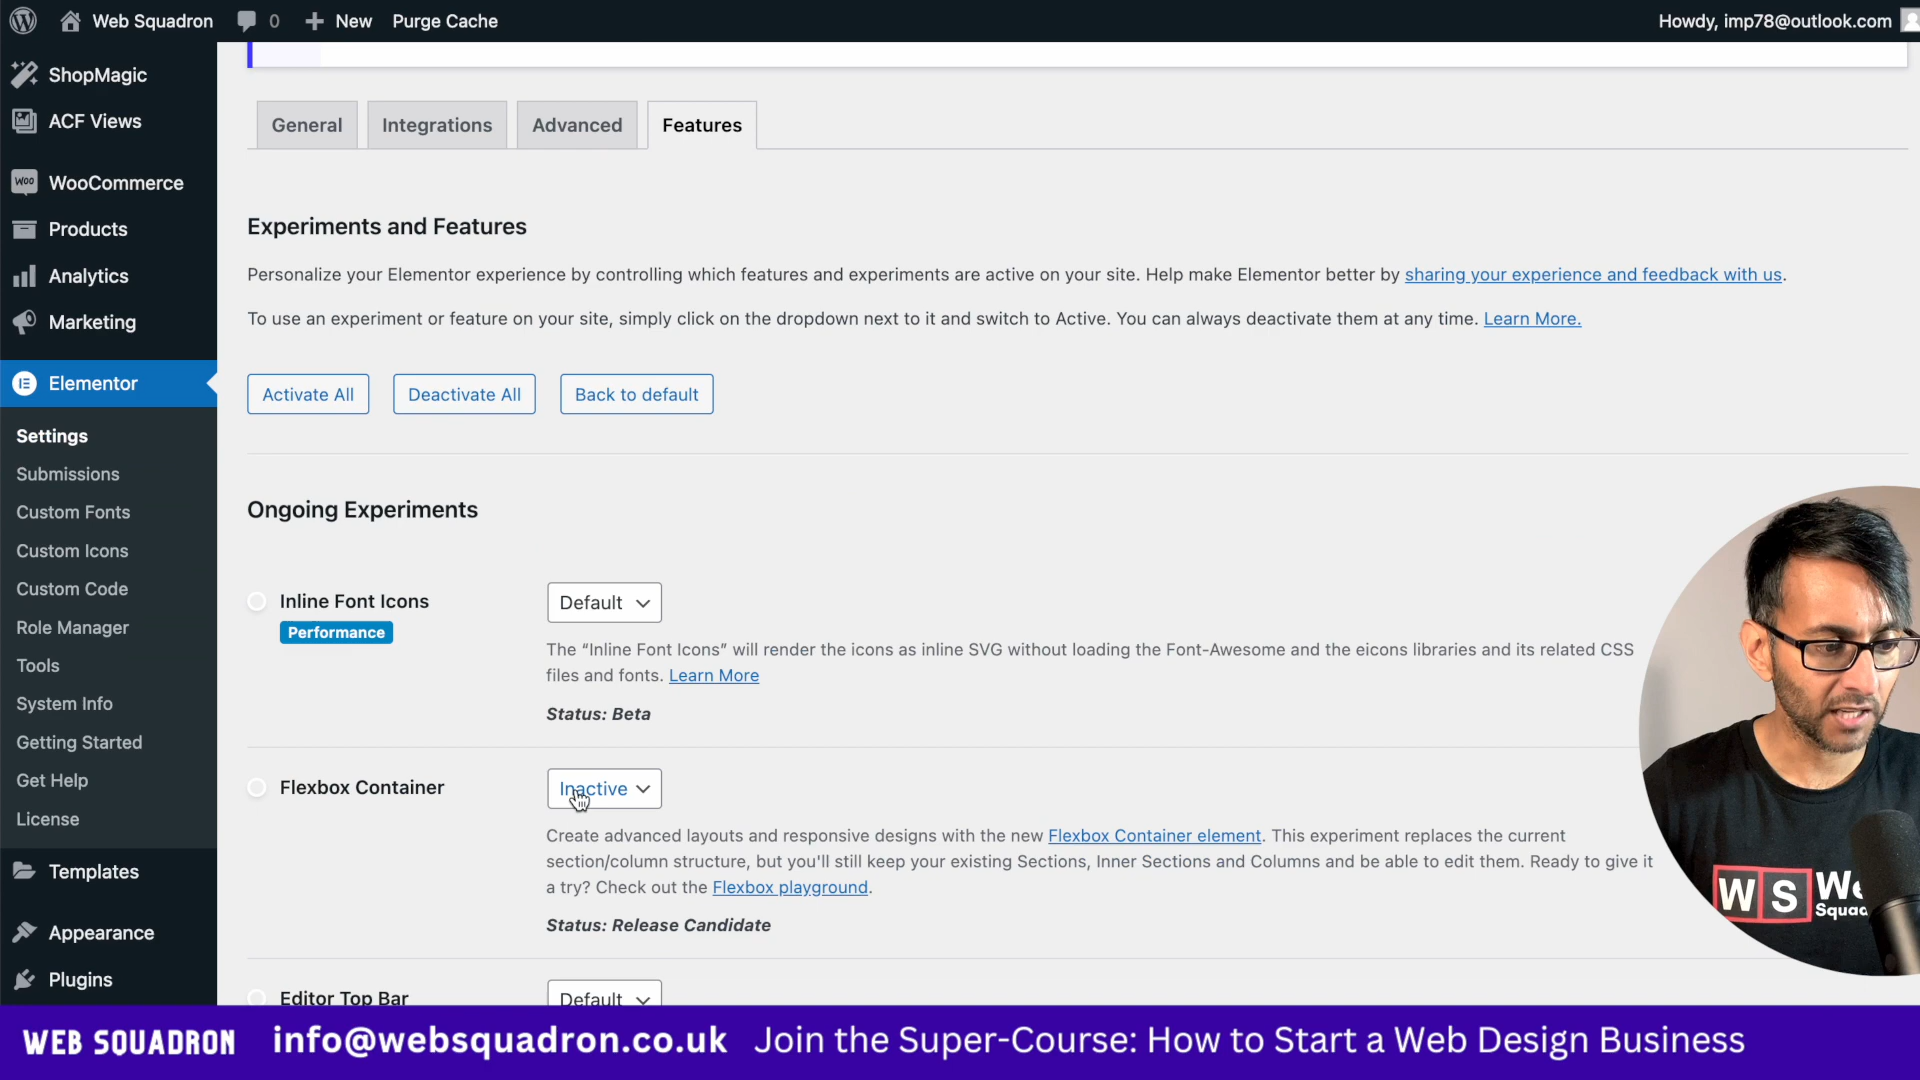 Web Squadron
0
New
Purge Cache
Howdy, imp78@outlook.com
ShopMagic
ACF Views
WOO WooCommerce
Products
Analytics
Marketing
Elementor
Settings
Submissions
Custom Fonts
Custom Icons
Custom Code
Role Manager
Tools
System Info
Getting Started
Get Help
License
Templates
Appearance
Plugins
General
Integrations
Advanced
Features
Experiments and Features
Personalize your Elementor experience by controlling which features and experiments are active on your site. Help make Elementor better by sharing your experience and feedback with us.
To use an experiment or feature on your site, simply click on the dropdown next to it and switch to Active. You can always deactivate them at any time. Learn More.
Activate All
Deactivate All
Back to default
Ongoing Experiments
Inline Font Icons
Performance
Default
The “Inline Font Icons” will render the icons as inline SVG without loading the Font-Awesome and the eicons libraries and its related CSS
files and fonts. Learn More
Status: Beta
Flexbox Container
Inactive
Create advanced layouts and responsive designs with the new Flexbox Container element. This experiment replaces the current
section/column structure, but you'll still keep your existing Sections, Inner Sections and Columns and be able to edit them. Ready to give it
a try? Check out the Flexbox playground.
Status: Release Candidate
Editor Top Bar
Default
WS We
Squad
WEB SQUADRON
info@websquadron.co.uk
Join the Super-Course: How to Start a Web Design Business